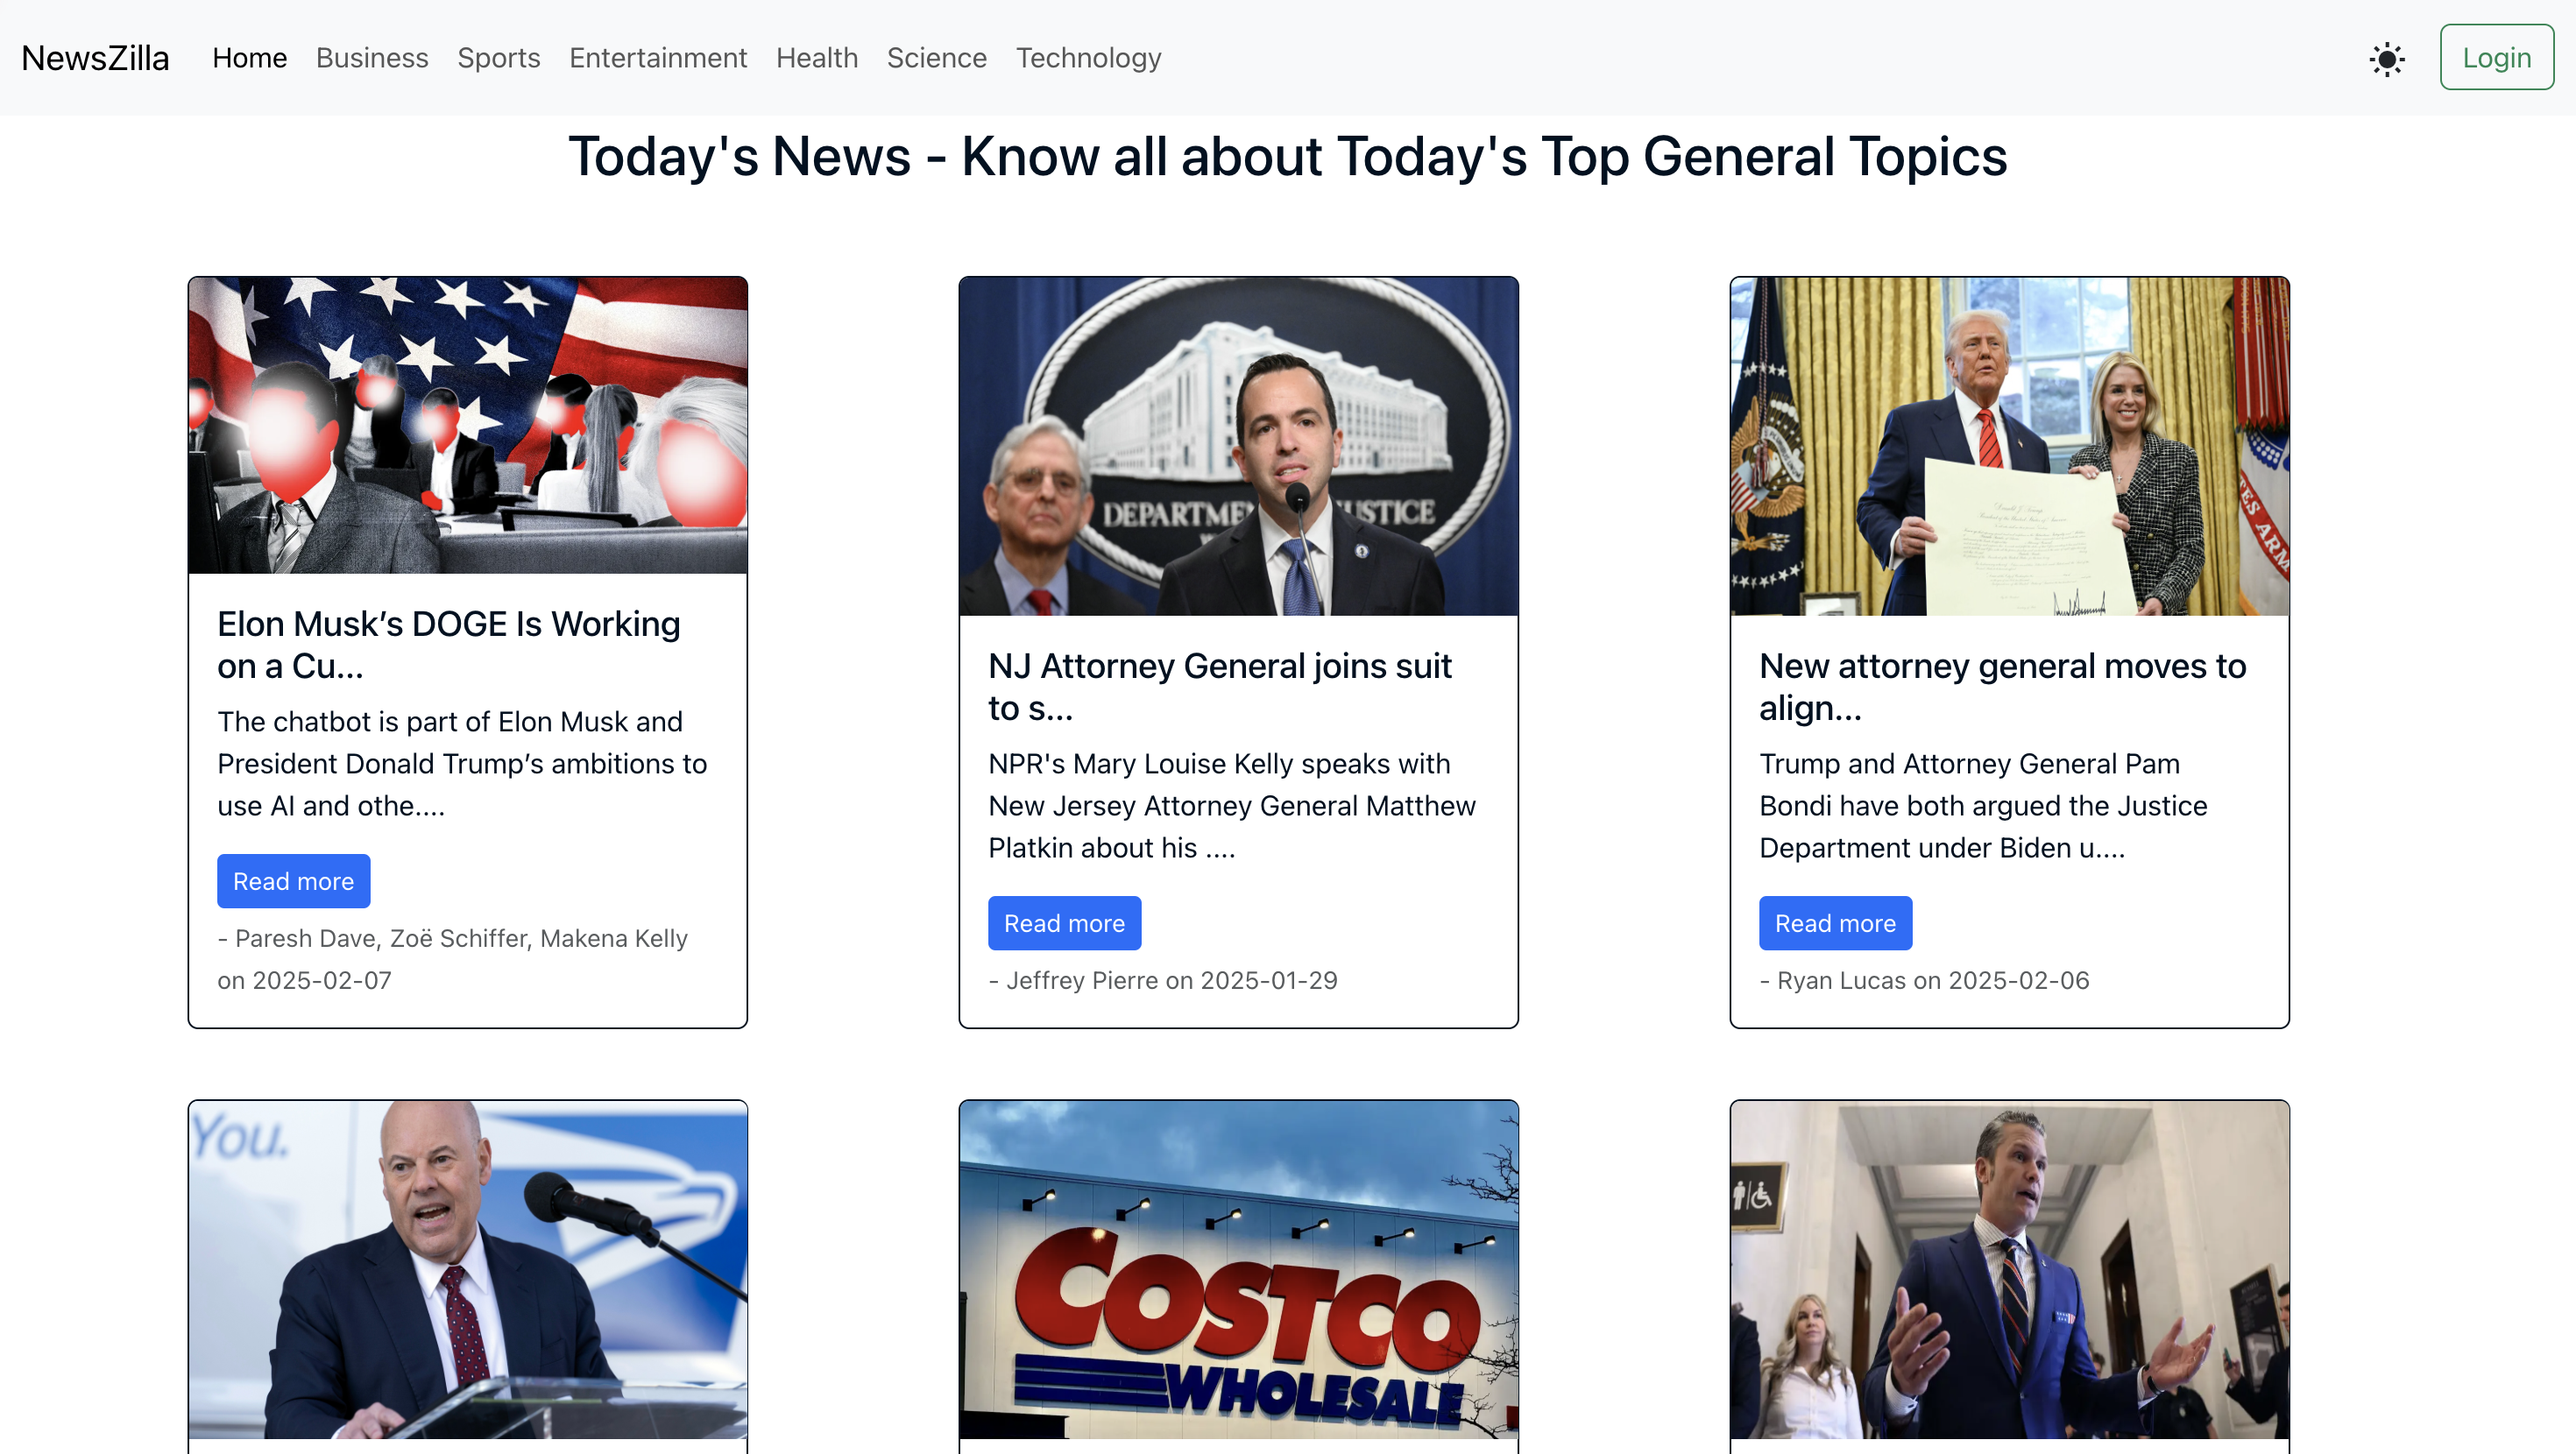 NewsZilla Home Business Sports Entertainment Health Science Technology Login
Today's News - Know all about Today's Top General Topics
Elon Musk’s DOGE Is Working
on a Cu...
The chatbot is part of Elon Musk and
President Donald Trump’s ambitions to
use AI and othe....
Read more
- Paresh Dave, Zoë Schiffer, Makena Kelly
on 2025-02-07
DEPARTME USTICE
NJ Attorney General joins suit
to s...
NPR's Mary Louise Kelly speaks with
New Jersey Attorney General Matthew
Platkin about his ....
Read more
- Jeffrey Pierre on 2025-01-29
TES ARM
New attorney general moves to
align...
Trump and Attorney General Pam
Bondi have both argued the Justice
Department under Biden u....
Read more
- Ryan Lucas on 2025-02-06
You.
COSTCO
WHOLESALE